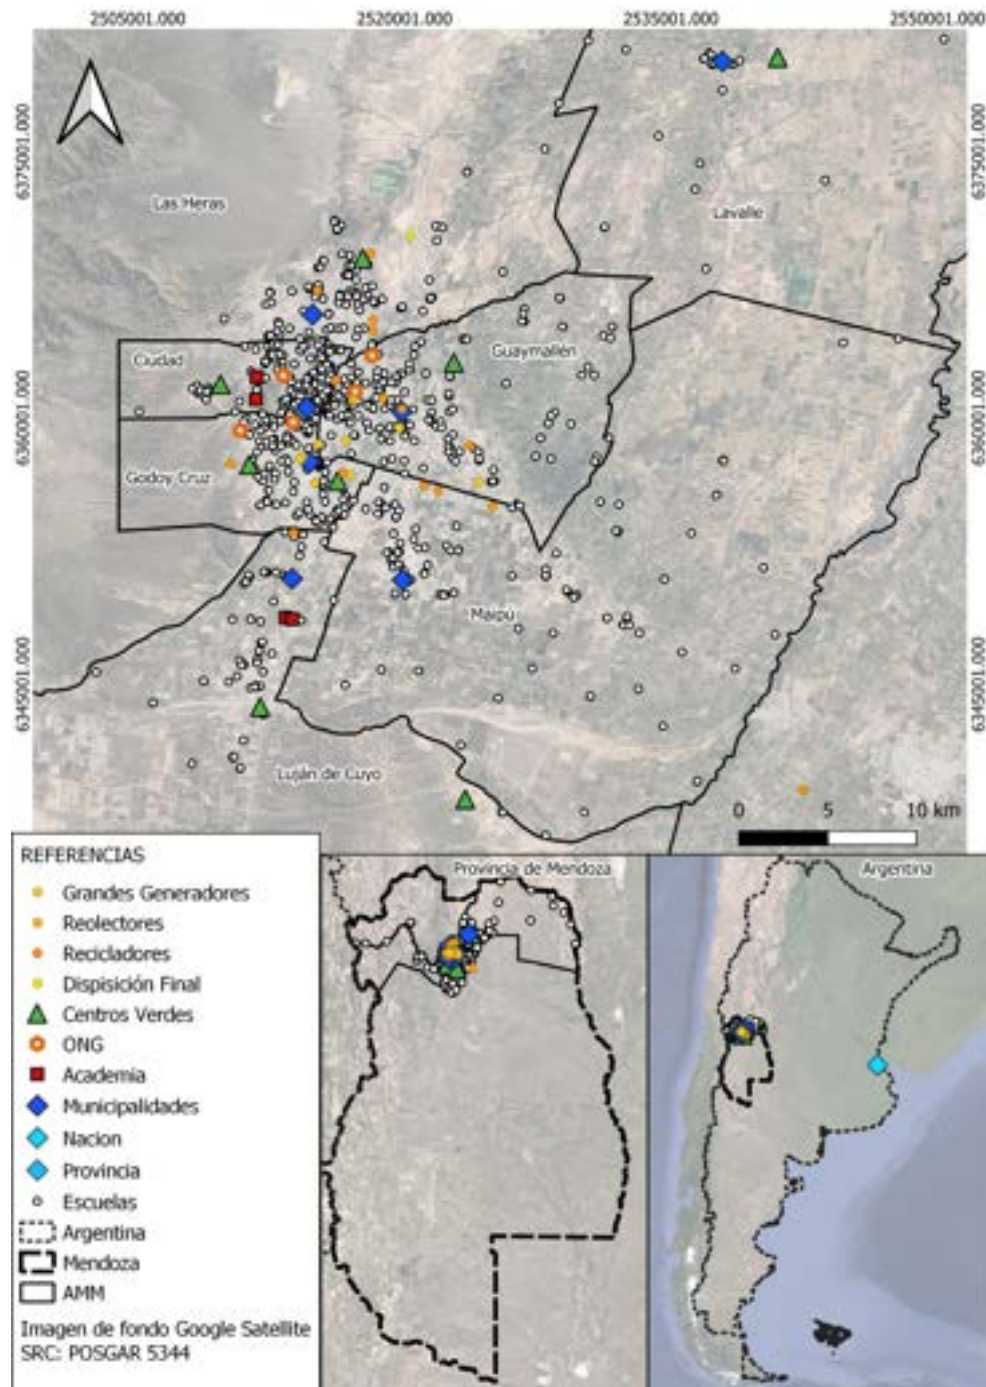 2505001.000 2520001.000 2535001.000 2550001.000
6375001.000 6375001.000
Las Heras
Lavalle
Ciudad
Guaymallén
6360001.000 6360001.000
Godoy Cruz
Maipú
6345001.000 6345001.000
Luján de Cuyo
0 5 10 km
REFERENCIAS
Grandes Generadores
Reolectores
Recicladores
Dispisición Final
Centros Verdes
ONG
Academia
Municipalidades
Nacion
Provincia
Escuelas
Argentina
Mendoza
AMM
Imagen de fondo Google Satellite
SRC: POSGAR 5344
Provincia de Mendoza
Argentina